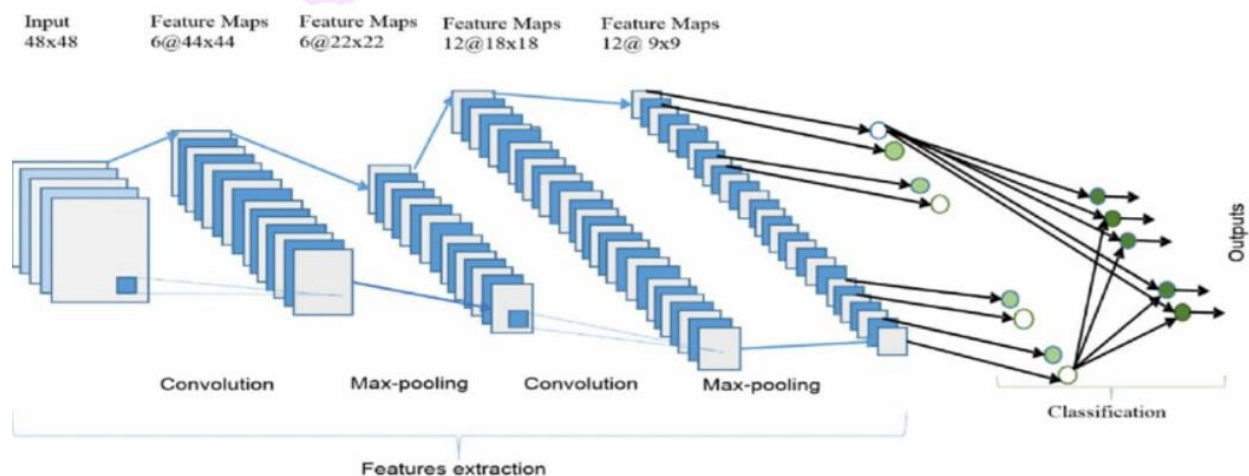 Input
48x48
Feature Maps
6@44x44
Feature Maps
6@22x22
Feature Maps
12@18x18
Feature Maps
12@ 9x9
Outputs
Convolution
Max-pooling
Convolution
Max-pooling
Classification
Features extraction